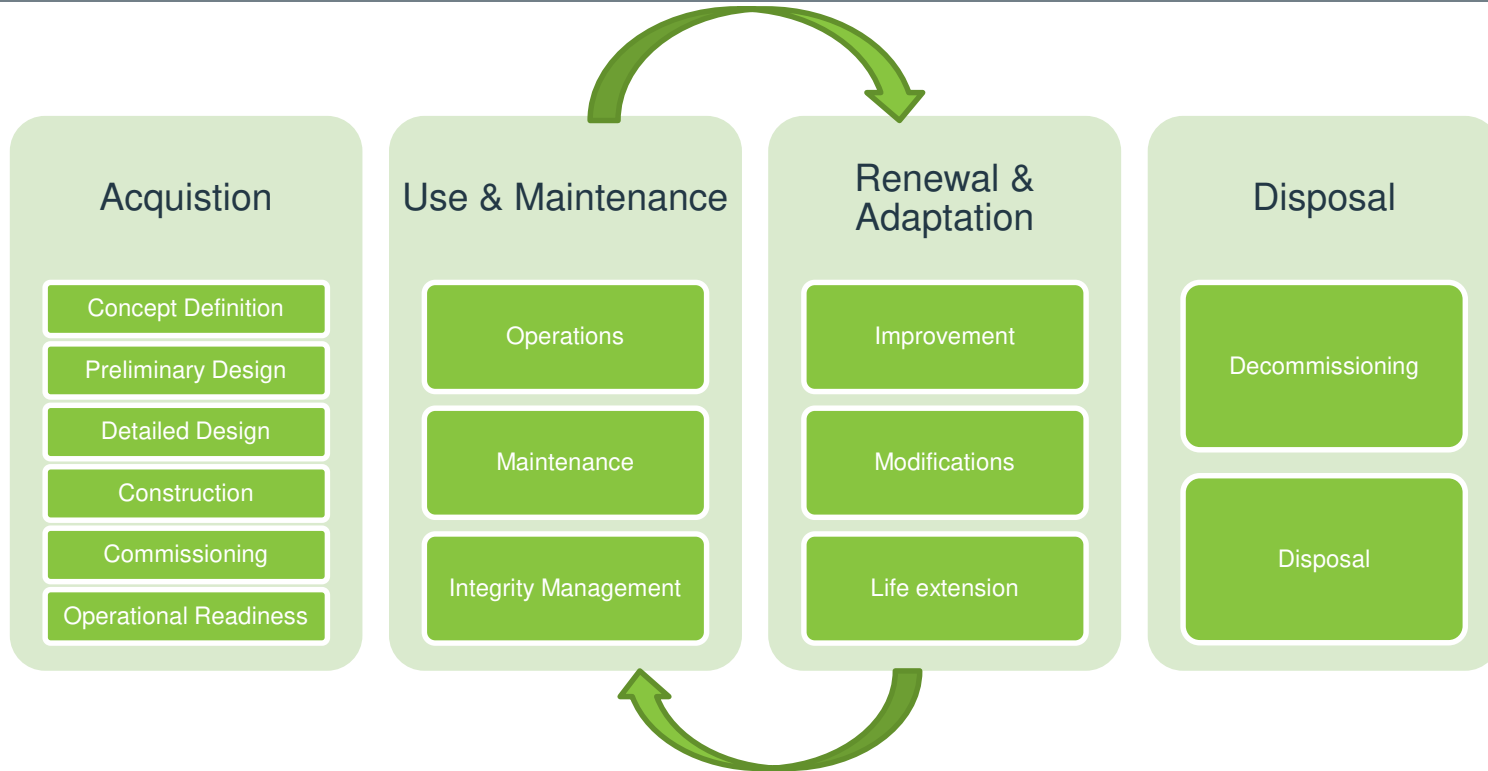 Acquistion
Concept Definition
Preliminary Design
Detailed Design
Construction
Commissioning
Operational Readiness
Use & Maintenance
Operations
Maintenance
Integrity Management
Renewal &
Adaptation
Improvement
Modifications
Life extension
Disposal
Decommissioning
Disposal